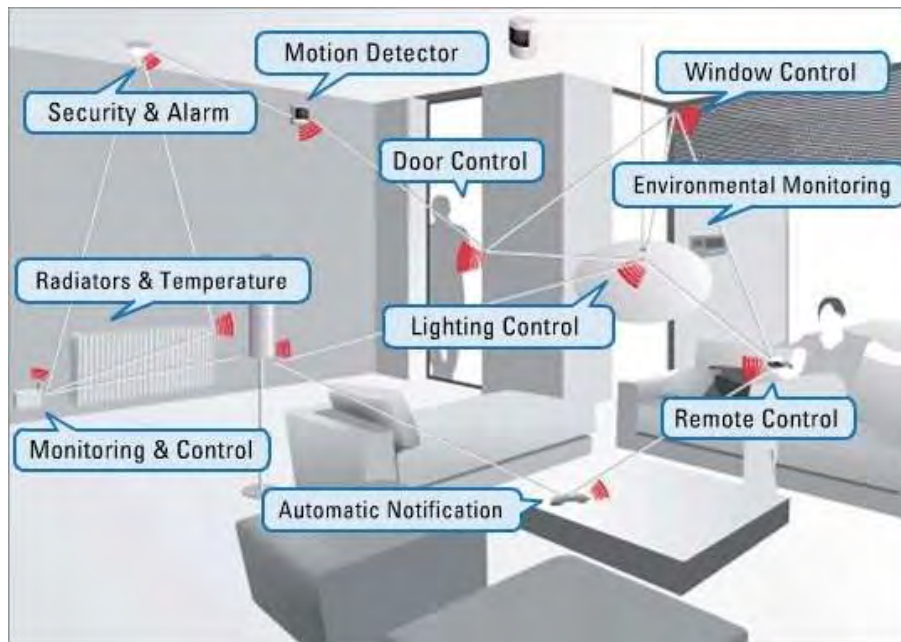 Motion Detector
Window Control
Security & Alarm
Door Control
Environmental Monitoring
Radiators & Temperature
Lighting Control
Remote Control
Monitoring & Control
Automatic Notification